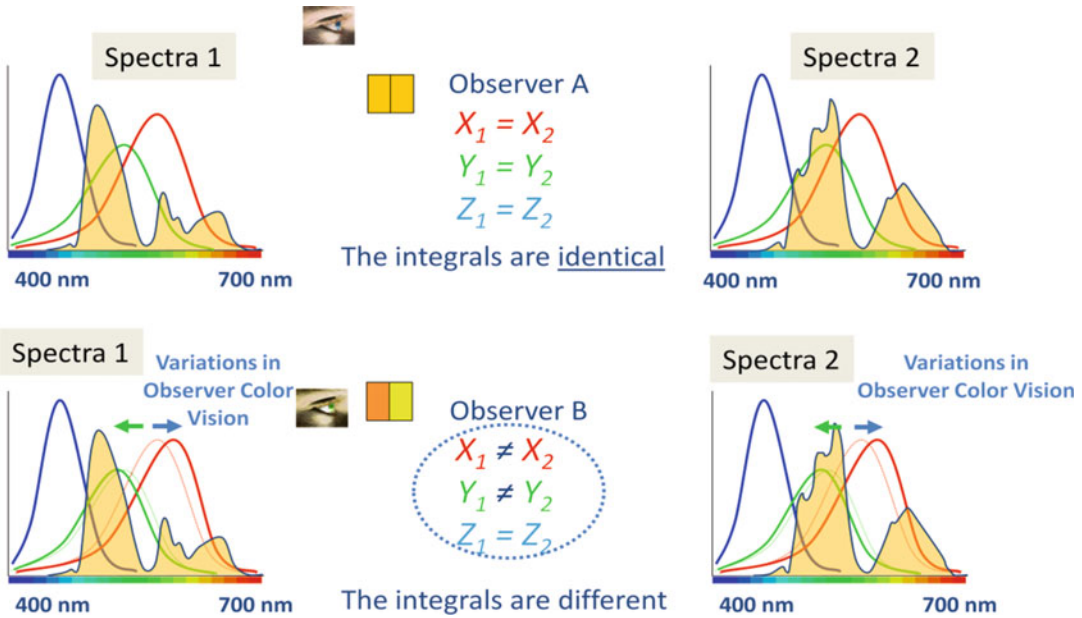 Spectra 1
Observer A
X₁ = X₂
Y₁ = Y₂
Z₁ = Z₂
The integrals are identical
400 nm 700 nm
Spectra 2
400 nm 700 nm
Spectra 1
Variations in
Observer Color
Vision
400 nm 700 nm
Observer B
X₁ ≠ X₂
Y₁ ≠ Y₂
Z₁ = Z₂
The integrals are different
Spectra 2
Variations in
Observer Color Vision
400 nm 700 nm